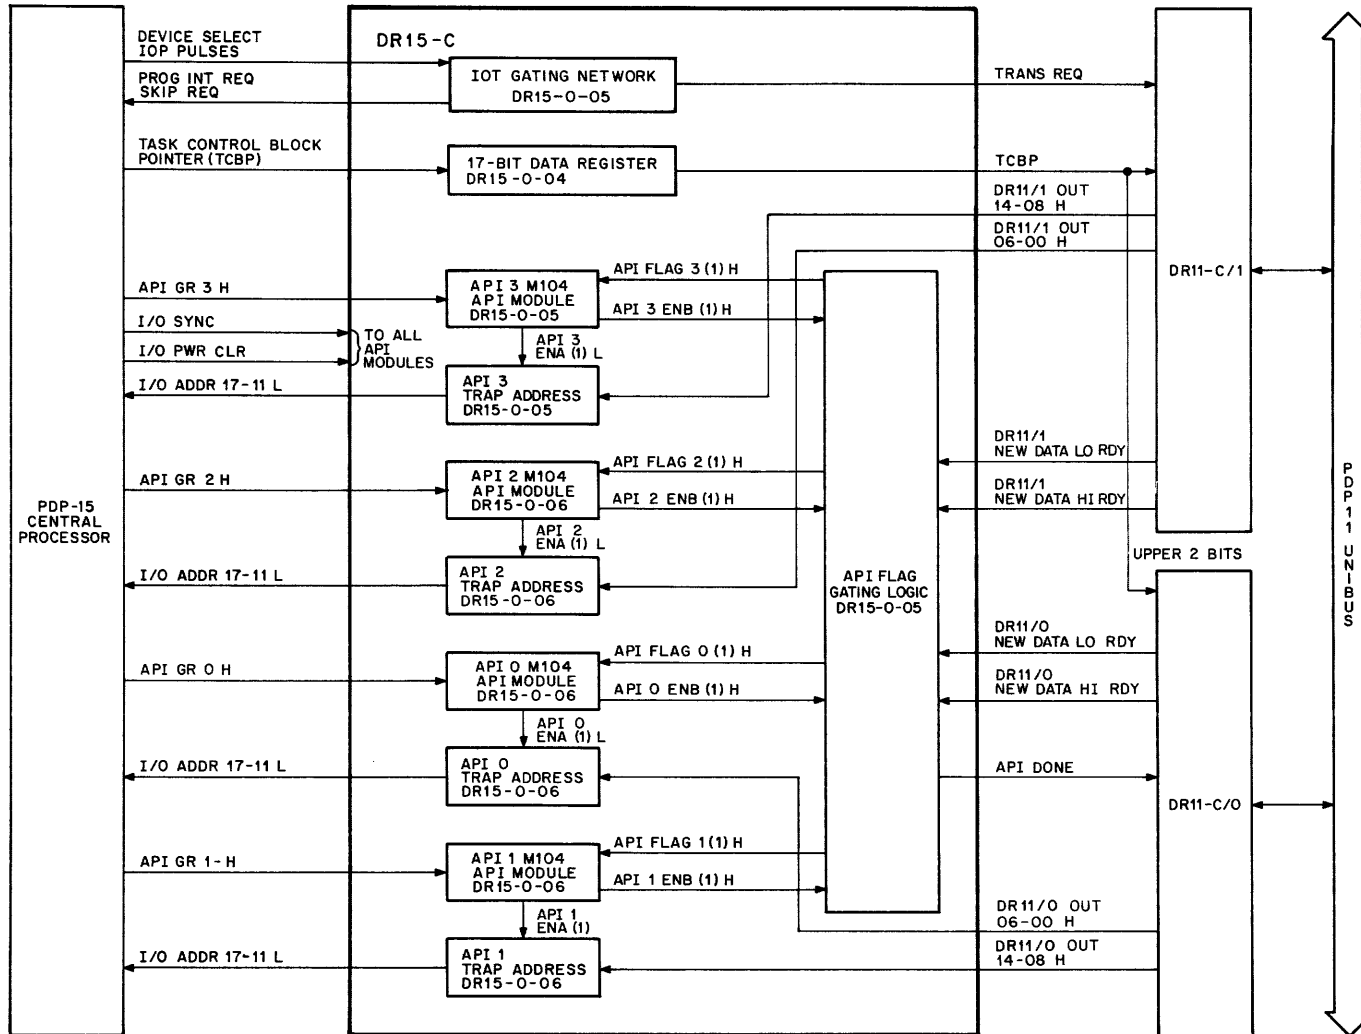 DEVICE SELECT
IOP PULSES
PROG INT REQ
SKIP REQ
TASK CONTROL BLOCK
POINTER (TCBP)
API GR 3 H
I/O SYNC
I/O PWR CLR
I/O ADDR 17-11 L
API GR 2 H
PDP-15
CENTRAL
PROCESSOR
I/O ADDR 17-11 L
API GR 0 H
I/O ADDR 17-11 L
API GR 1-H
I/O ADDR 17-11 L
DR15-C
IOT GATING NETWORK
DR15-0-05
17-BIT DATA REGISTER
DR15-0-04
API 3 M104
API MODULE
DR15-0-05
TO ALL
API
MODULES
API 3
ENA (1) L
API 3
TRAP ADDRESS
DR15-0-05
API FLAG 3 (1) H
API 3 ENB (1) H
API 2 M104
API MODULE
DR15-0-06
API 2
ENA (1) L
API 2
TRAP ADDRESS
DR15-0-06
API FLAG 2 (1) H
API 2 ENB (1) H
API 0 M104
API MODULE
DR15-0-06
API 0
ENA (1) L
API 0
TRAP ADDRESS
DR15-0-06
API FLAG 0 (1) H
API 0 ENB (1) H
API 1 M104
API MODULE
DR15-0-06
API 1
ENA (1)
API 1
TRAP ADDRESS
DR15-0-06
API FLAG 1 (1) H
API 1 ENB (1) H
API FLAG
GATING LOGIC
DR15-0-05
TRANS REQ
TCBP
DR11/1 OUT
14-08 H
DR11/1 OUT
06-00 H
DR11/1
NEW DATA LO RDY
DR11/1
NEW DATA HI RDY
UPPER 2 BITS
DR11/0
NEW DATA LO RDY
DR11/0
NEW DATA HI RDY
API DONE
DR11/0 OUT
06-00 H
DR11/0 OUT
14-08 H
DR11-C/1
DR11-C/0
PDP11 UNIBUS